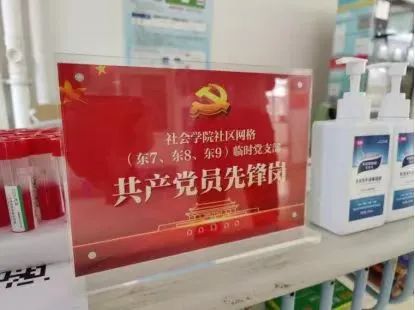 社会学院社区网格
（东7、东8、东9）临时党支部
共产党员先锋岗